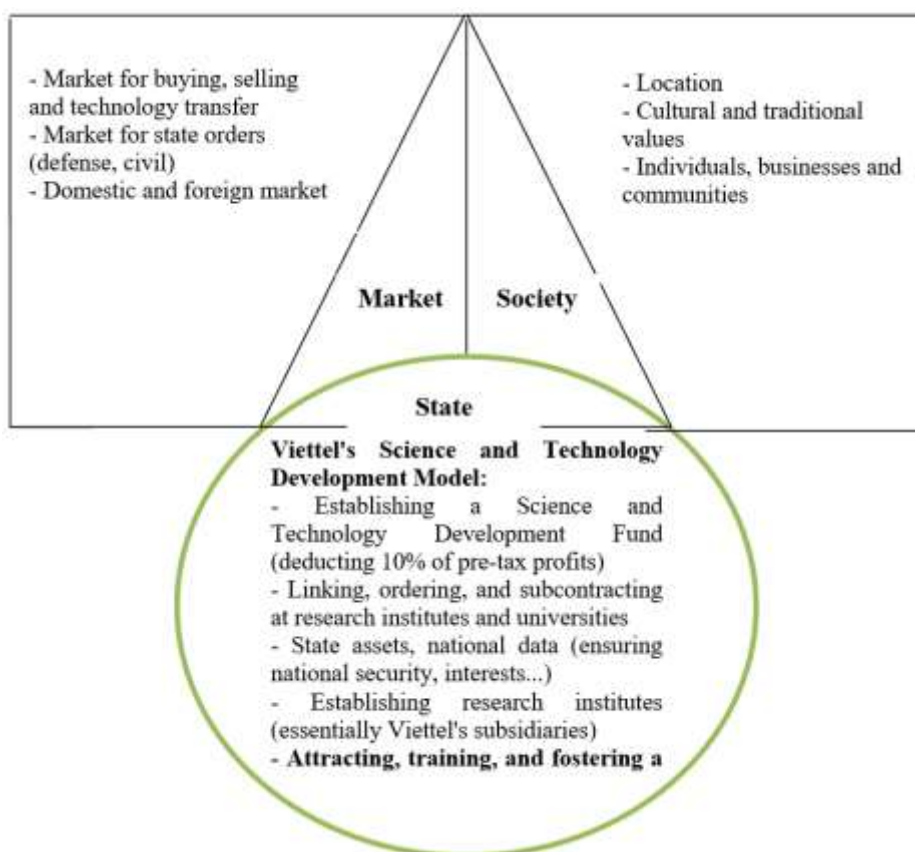 - Market for buying, selling
and technology transfer
- Market for state orders
(defense, civil)
- Domestic and foreign market
- Location
- Cultural and traditional
values
- Individuals, businesses and
communities
Market
Society
State
Viettel's Science and Technology
Development Model:
- Establishing a Science and
Technology Development Fund
(deducting 10% of pre-tax profits)
- Linking, ordering, and subcontracting
at research institutes and universities
- State assets, national data (ensuring
national security, interests...)
- Establishing research institutes
(essentially Viettel's subsidiaries)
- Attracting, training, and fostering a